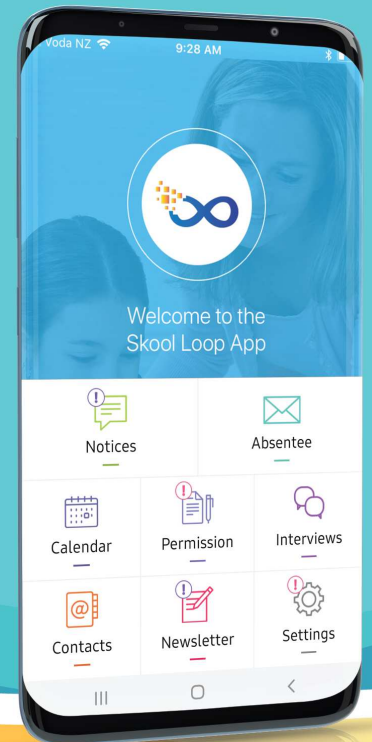 Voda NZ
9:28 AM
Welcome to the
Skool Loop App
!
Notices
Absentee
Calendar
!
Permission
Interviews
@
Contacts
!
Newsletter
!
Settings